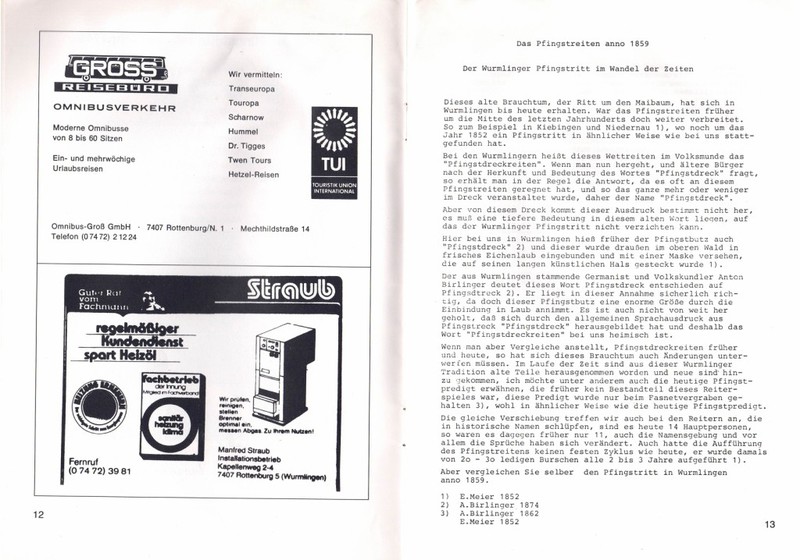 GROSS
REISEBÜRO
OMNIBUSVERKEHR
Moderne Omnibusse
von 8 bis 60 Sitzen
Ein- und mehrwöchige
Urlaubsreisen
Wir vermitteln:
Transeuropa
Touropa
Scharnow
Hummel
Dr. Tigges
Twen Tours
Hetzel-Reisen
TUI
TOURISTIK UNION
INTERNATIONAL
Omnibus-Groß GmbH · 7407 Rottenburg/N. 1 · Mechthildstraße 14
Telefon (0 74 72) 2 12 24
Guter Rat
vom
Fachmann
Straub
regelmäßiger
Kundendienst
spart Heizöl
fachbetrieb
der Innung
Mitglied im Fachverband
sanitär
heizung
klima
Wir prüfen,
reinigen,
stellen
Brenner
optimal ein,
messen Abgas. Zu Ihrem Nutzen!
Fernruf
(0 74 72) 39 81
Manfred Straub
Installationsbetrieb
Kapellenweg 2-4
7407 Rottenburg 5 (Wurmlingen)
12
Das Pfingstreiten anno 1859
Der Wurmlinger Pfingstritt im Wandel der Zeiten
Dieses alte Brauchtum, der Ritt um den Maibaum, hat sich in
Wurmlingen bis heute erhalten. War das Pfingstreiten früher
um die Mitte des letzten Jahrhunderts doch weiter verbreitet.
So zum Beispiel in Kiebingen und Niedernau 1), wo noch um das
Jahr 1852 ein Pfingstritt in ähnlicher Weise wie bei uns statt-
gefunden hat.
Bei den Wurmlingern heißt dieses Wettreiten im Volksmunde das
"Pfingstdreckreiten". Wenn man nun hergeht, und ältere Bürger
nach der Herkunft und Bedeutung des Wortes "Pfingstdreck" fragt,
so erhält man in der Regel die Antwort, da es oft an diesem
Pfingstreiten geregnet hat, und so das ganze mehr oder weniger
im Dreck veranstaltet wurde, daher der Name "Pfingstdreck".
Aber von diesem Dreck kommt dieser Ausdruck bestimmt nicht her,
es muß eine tiefere Bedeutung in diesem alten Wort liegen, auf
das der Wurmlinger Pfingstritt nicht verzichten kann.
Hier bei uns in Wurmlingen hieß früher der Pfingstbutz auch
"Pfingstdreck" 2) und dieser wurde draußen im oberen Wald in
frisches Eichenlaub eingebunden und mit einer Maske versehen,
die auf seinen langen künstlichen Hals gesteckt wurde 1).
Der aus Wurmlingen stammende Germanist und Volkskundler Anton
Birlinger deutet dieses Wort Pfingstdreck entschieden auf
Pfingstreck 2). Er liegt in dieser Annahme sicherlich rich-
tig, da doch dieser Pfingstbutz eine enorme Größe durch die
Einbindung in Laub annimmt. Es ist auch nicht von weit her
geholt, daß sich durch den allgemeinen Sprachausdruck aus
Pfingstreck "Pfingstdreck" herausgebildet hat und deshalb das
Wort "Pfingstdreckreiten" bei uns heimisch ist.
Wenn man aber Vergleiche anstellt, Pfingstdreckreiten früher
und heute, so hat sich dieses Brauchtum auch Änderungen unter-
werfen müssen. Im Laufe der Zeit sind aus dieser Wurmlinger
Tradition alte Teile herausgenommen worden und neue sind hin-
zu gekommen, ich möchte unter anderem auch die heutige Pfingst-
predigt erwähnen, die früher kein Bestandteil dieses Reiter-
spieles war, diese Predigt wurde nur beim Fasnetvergraben ge-
halten 3), wohl in ähnlicher Weise wie die heutige Pfingstpredigt.
Die gleiche Verschiebung treffen wir auch bei den Reitern an, die
in historische Namen schlüpfen, sind es heute 14 Hauptpersonen,
so waren es dagegen früher nur 11, auch die Namensgebung und vor
allem die Sprüche haben sich verändert. Auch hatte die Aufführung
des Pfingstreitens keinen festen Zyklus wie heute, er wurde damals
von 2o - 3o ledigen Burschen alle 2 bis 3 Jahre aufgeführt 1).
Aber vergleichen Sie selber den Pfingstritt in Wurmlingen
anno 1859.
1) E.Meier 1852
2) A.Birlinger 1874
3) A.Birlinger 1862
E.Meier 1852
13